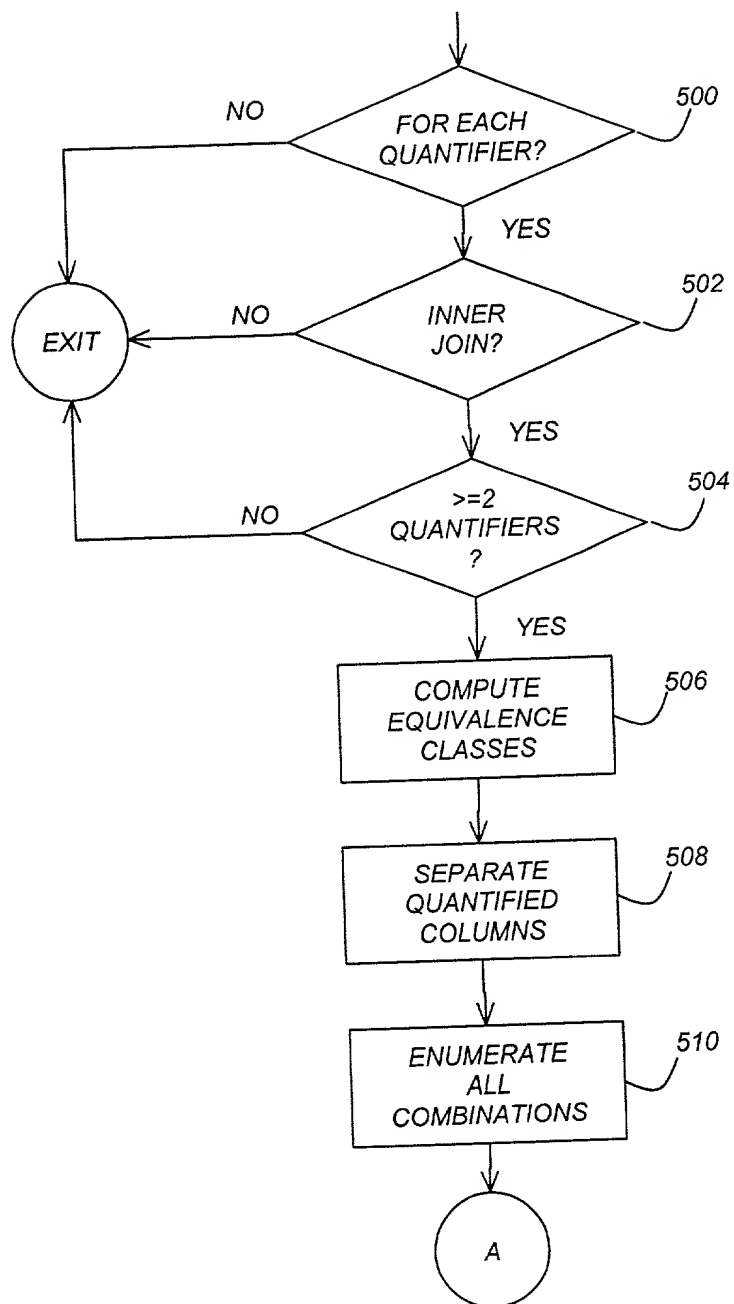 500
NO
FOR EACH
QUANTIFIER?
YES
502
NO
INNER
JOIN?
EXIT
YES
504
NO
>=2
QUANTIFIERS
?
YES
506
COMPUTE
EQUIVALENCE
CLASSES
508
SEPARATE
QUANTIFIED
COLUMNS
510
ENUMERATE
ALL
COMBINATIONS
A